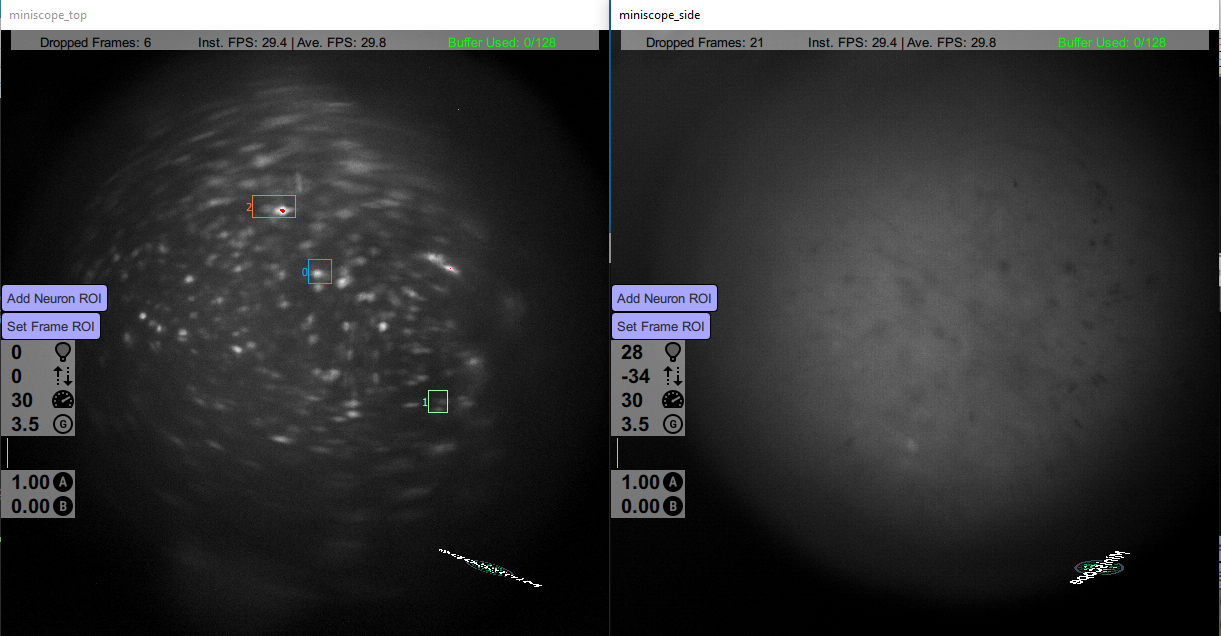 miniscope_top
Dropped Frames: 6 Inst. FPS: 29.4 | Ave. FPS: 29.8 Buffer Used: 0/128
2
0
Add Neuron ROI
Set Frame ROI
0
0
30
3.5 G
1
1.00 A
0.00 B
miniscope_side
Dropped Frames: 21 Inst. FPS: 29.4 | Ave. FPS: 29.8 Buffer Used: 0/128
Add Neuron ROI
Set Frame ROI
28
-34
30
3.5 G
1.00 A
0.00 B